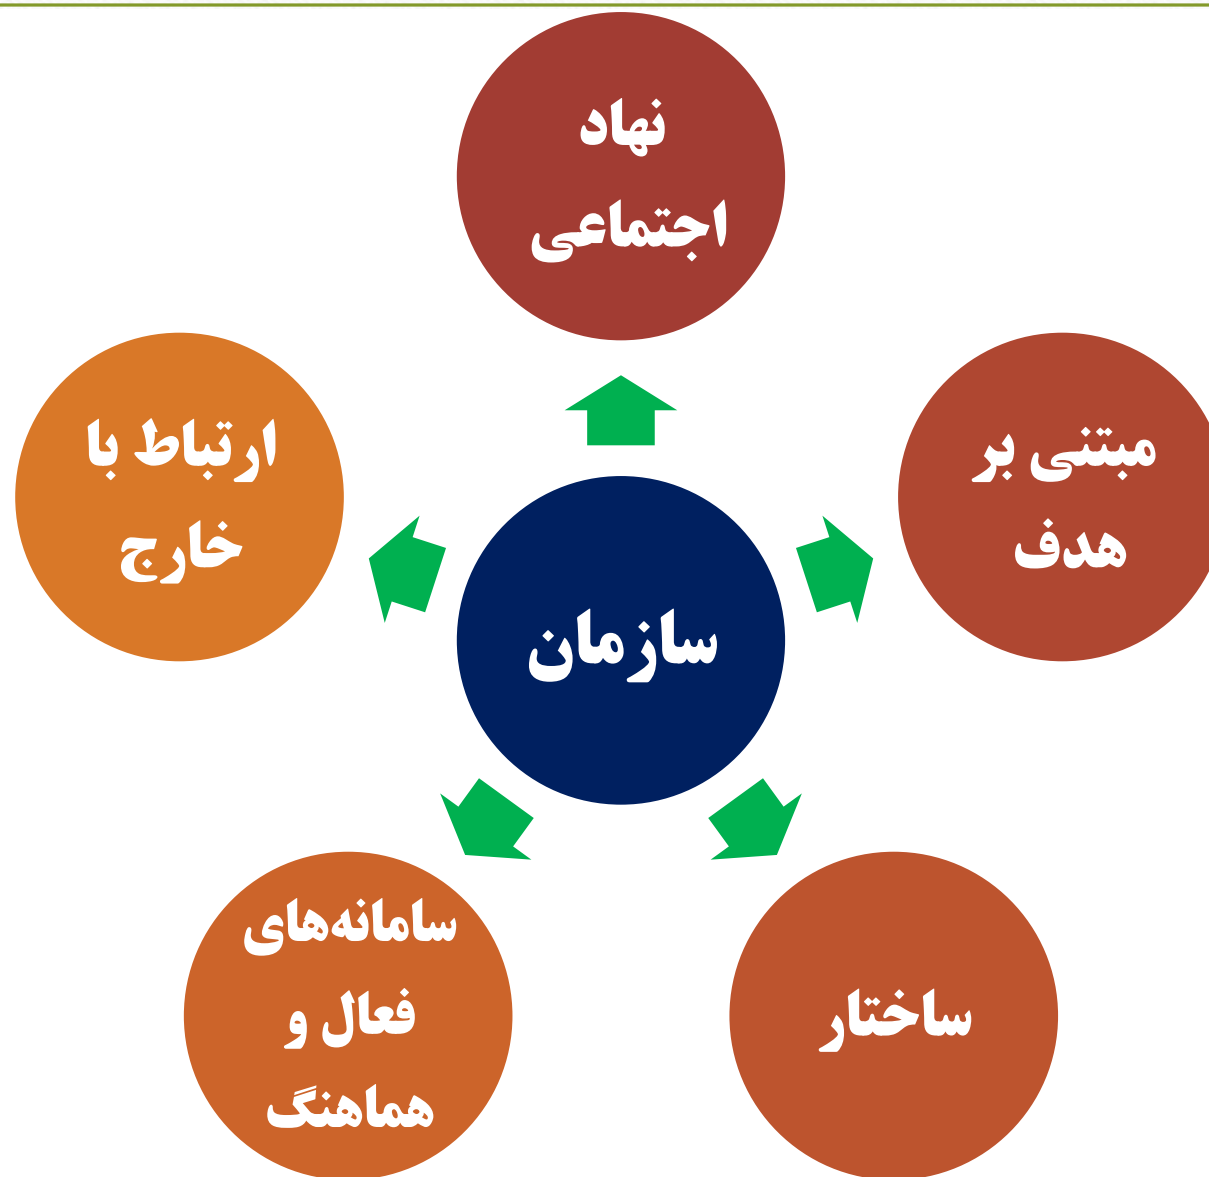 نهاد
اجتماعی
مبتنی بر
هدف
ارتباط با
خارج
سازمان
ساختار
سامانه‌های
فعال و
هماهنگ